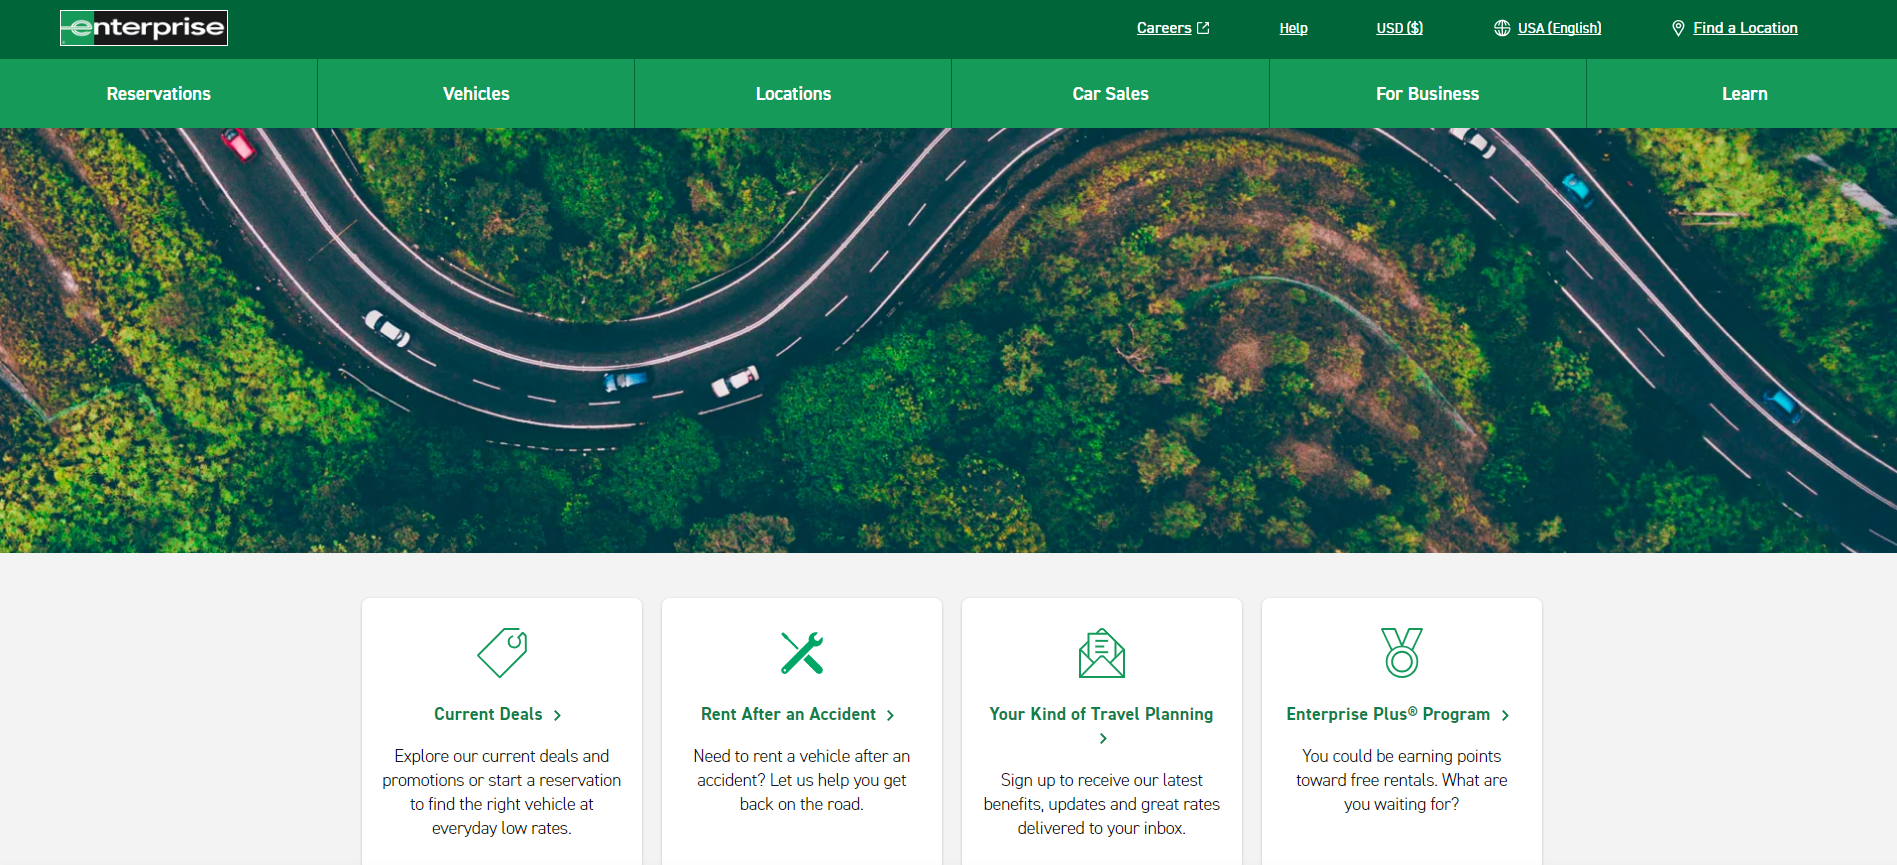 enterprise
Careers
Help
USD ($)
USA (English)
Find a Location
Reservations
Vehicles
Locations
Car Sales
For Business
Learn
Current Deals
Explore our current deals and
promotions or start a reservation
to find the right vehicle at
everyday low rates.
Rent After an Accident
Need to rent a vehicle after an
accident? Let us help you get
back on the road.
Your Kind of Travel Planning
Sign up to receive our latest
benefits, updates and great rates
delivered to your inbox.
Enterprise Plus® Program
You could be earning points
toward free rentals. What are
you waiting for?